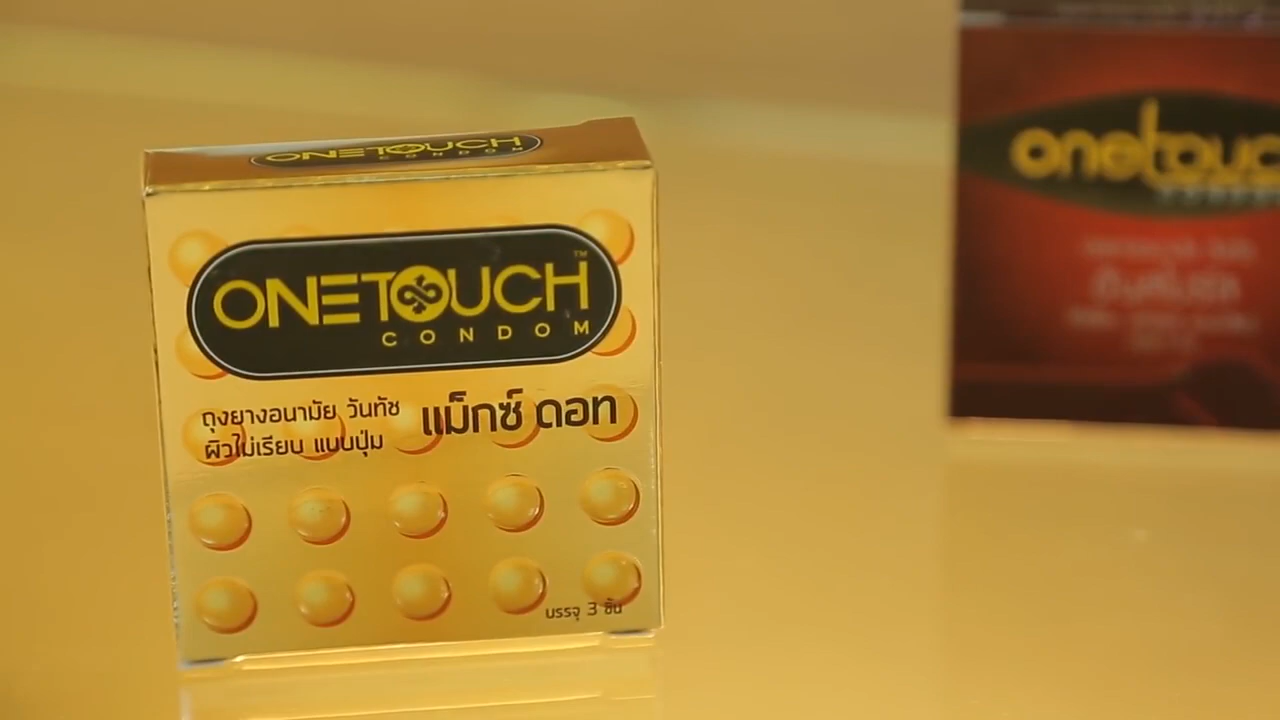 ONETOUCH
CONDOM
ONETOUCH™
CONDOM
ถุงยางอนามัย วันทัช
ผิวไม่เรียบ แบบปุ่ม
แม็กซ์ ดอท
บรรจุ 3 ชิ้น
onetouc